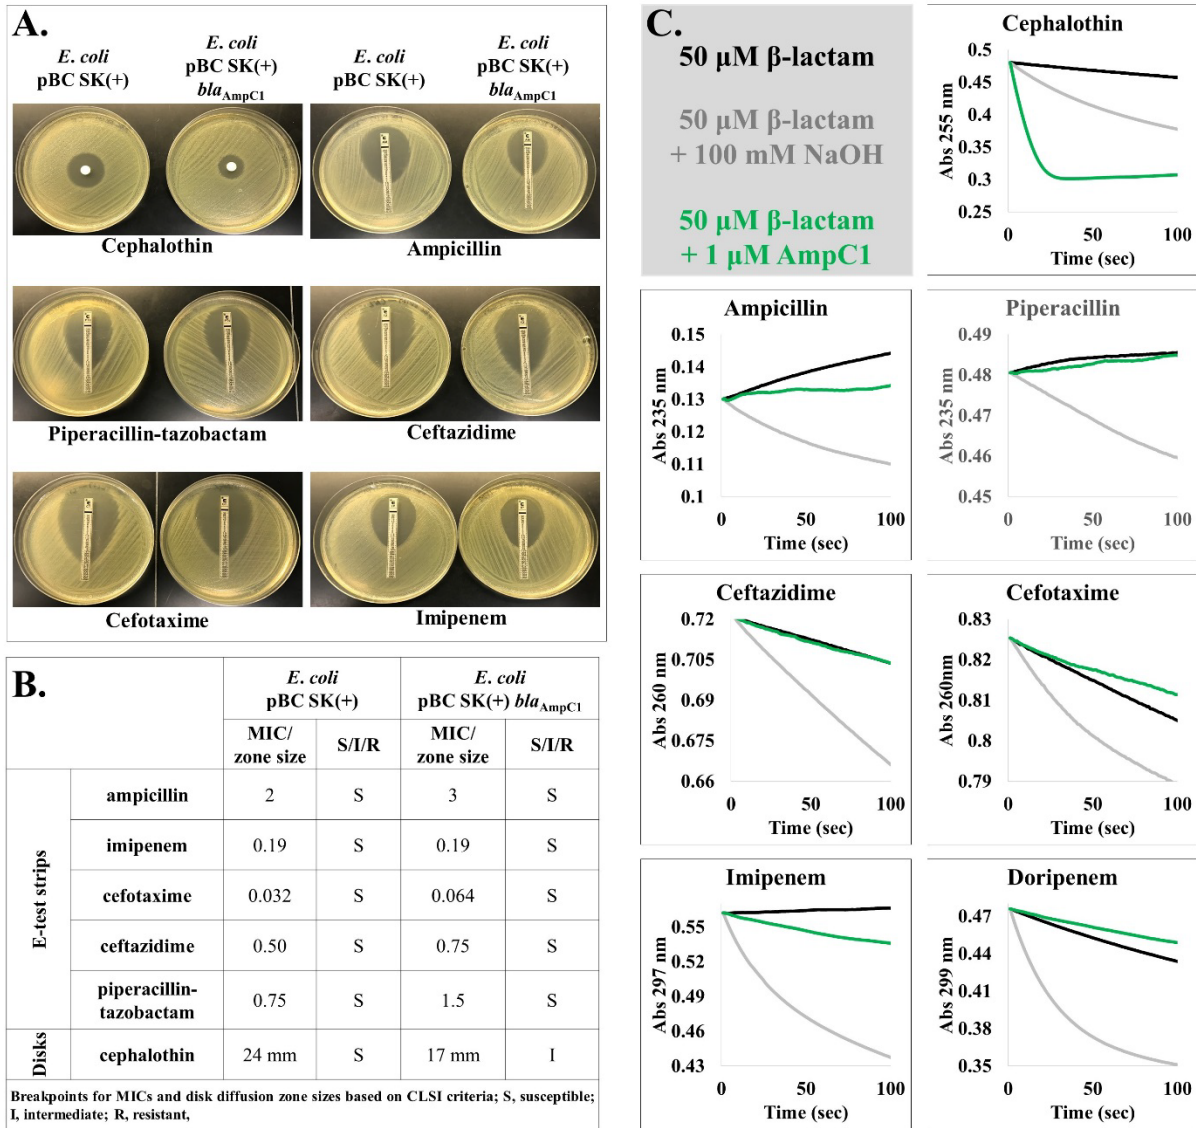 A.
E. coli
pBC SK(+)
E. coli
pBC SK(+)
bla_AmpC1
E. coli
pBC SK(+)
E. coli
pBC SK(+)
bla_AmpC1
Cephalothin
Ampicillin
Piperacillin-tazobactam
Ceftazidime
Cefotaxime
Imipenem
B.
E. coli
pBC SK(+)
E. coli
pBC SK(+) bla_AmpC1
MIC/
zone size
S/I/R
MIC/
zone size
S/I/R
E-test strips
ampicillin 2 S 3 S
imipenem 0.19 S 0.19 S
cefotaxime 0.032 S 0.064 S
ceftazidime 0.50 S 0.75 S
piperacillin-
tazobactam 0.75 S 1.5 S
Disks
cephalothin 24 mm S 17 mm I
Breakpoints for MICs and disk diffusion zone sizes based on CLSI criteria; S, susceptible;
I, intermediate; R, resistant,
C.
50 µM β-lactam
50 µM β-lactam
+ 100 mM NaOH
50 µM β-lactam
+ 1 µM AmpC1
Cephalothin
Abs 255 nm
0.5
0.45
0.4
0.35
0.3
0.25
0 50 100
Time (sec)
Ampicillin
Abs 235 nm
0.15
0.14
0.13
0.12
0.11
0.1
0 50 100
Time (sec)
Piperacillin
Abs 235 nm
0.49
0.48
0.47
0.46
0.45
0 50 100
Time (sec)
Ceftazidime
Abs 260 nm
0.72
0.705
0.69
0.675
0.66
0 50 100
Time (sec)
Cefotaxime
Abs 260nm
0.83
0.82
0.81
0.8
0.79
0 50 100
Time (sec)
Imipenem
Abs 297 nm
0.55
0.52
0.49
0.46
0.43
0 50 100
Time (sec)
Doripenem
Abs 299 nm
0.47
0.44
0.41
0.38
0.35
0 50 100
Time (sec)